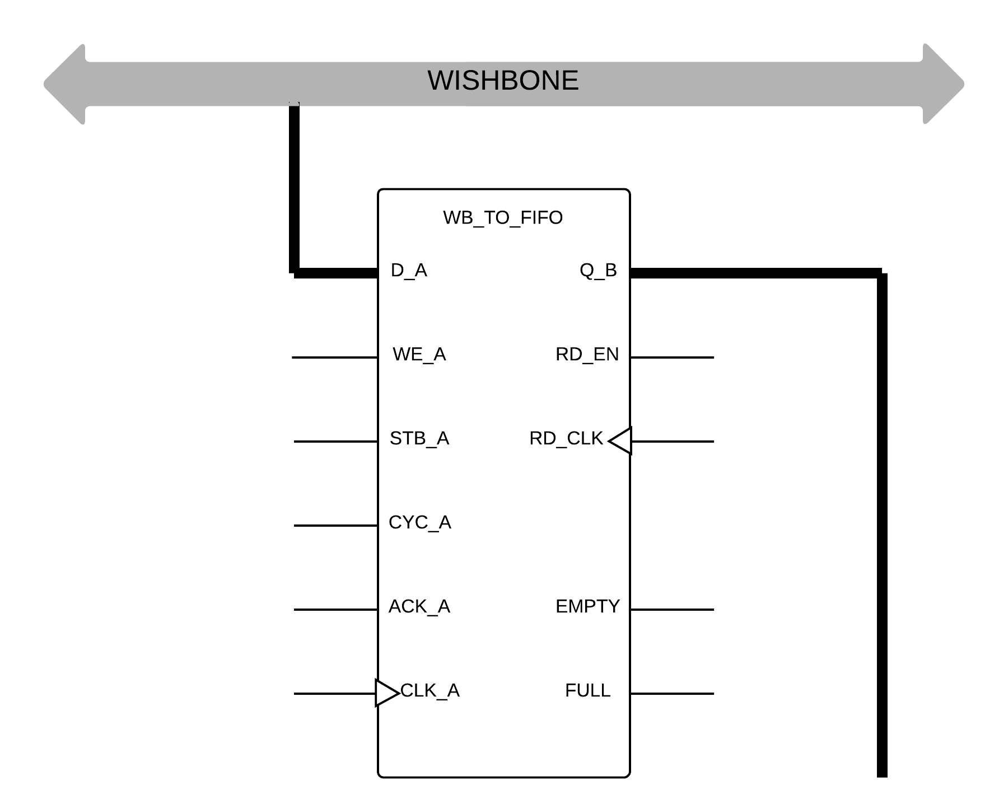 WISHBONE
WB_TO_FIFO
D_A
Q_B
WE_A
RD_EN
STB_A
RD_CLK
CYC_A
ACK_A
EMPTY
CLK_A
FULL